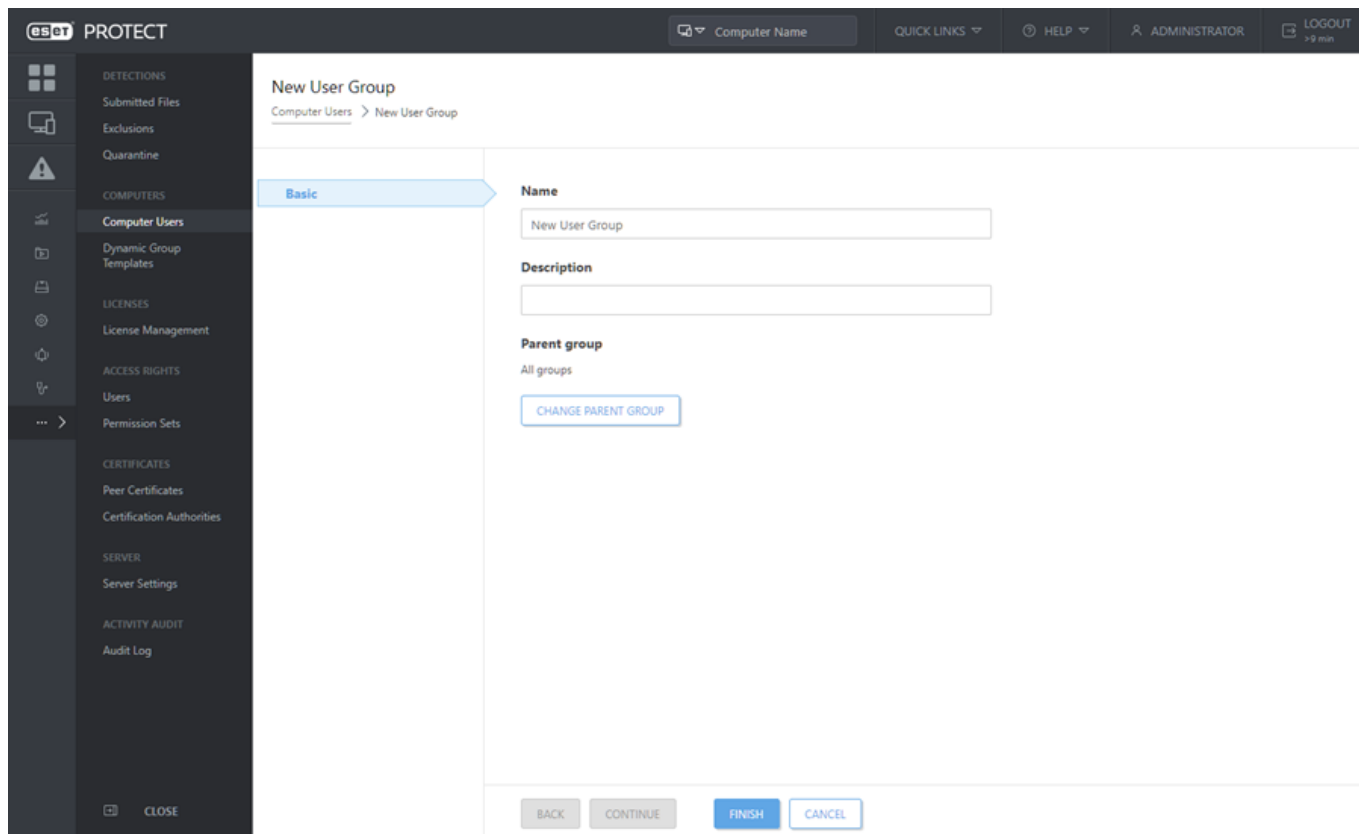 eset PROTECT
Computer Name
QUICK LINKS
HELP
ADMINISTRATOR
LOGOUT
>9 min
DETECTIONS
Submitted Files
Exclusions
Quarantine
COMPUTERS
Computer Users
Dynamic Group
Templates
LICENSES
License Management
ACCESS RIGHTS
Users
Permission Sets
CERTIFICATES
Peer Certificates
Certification Authorities
SERVER
Server Settings
ACTIVITY AUDIT
Audit Log
CLOSE
New User Group
Computer Users > New User Group
Basic
Name
New User Group
Description
Parent group
All groups
CHANGE PARENT GROUP
BACK
CONTINUE
FINISH
CANCEL